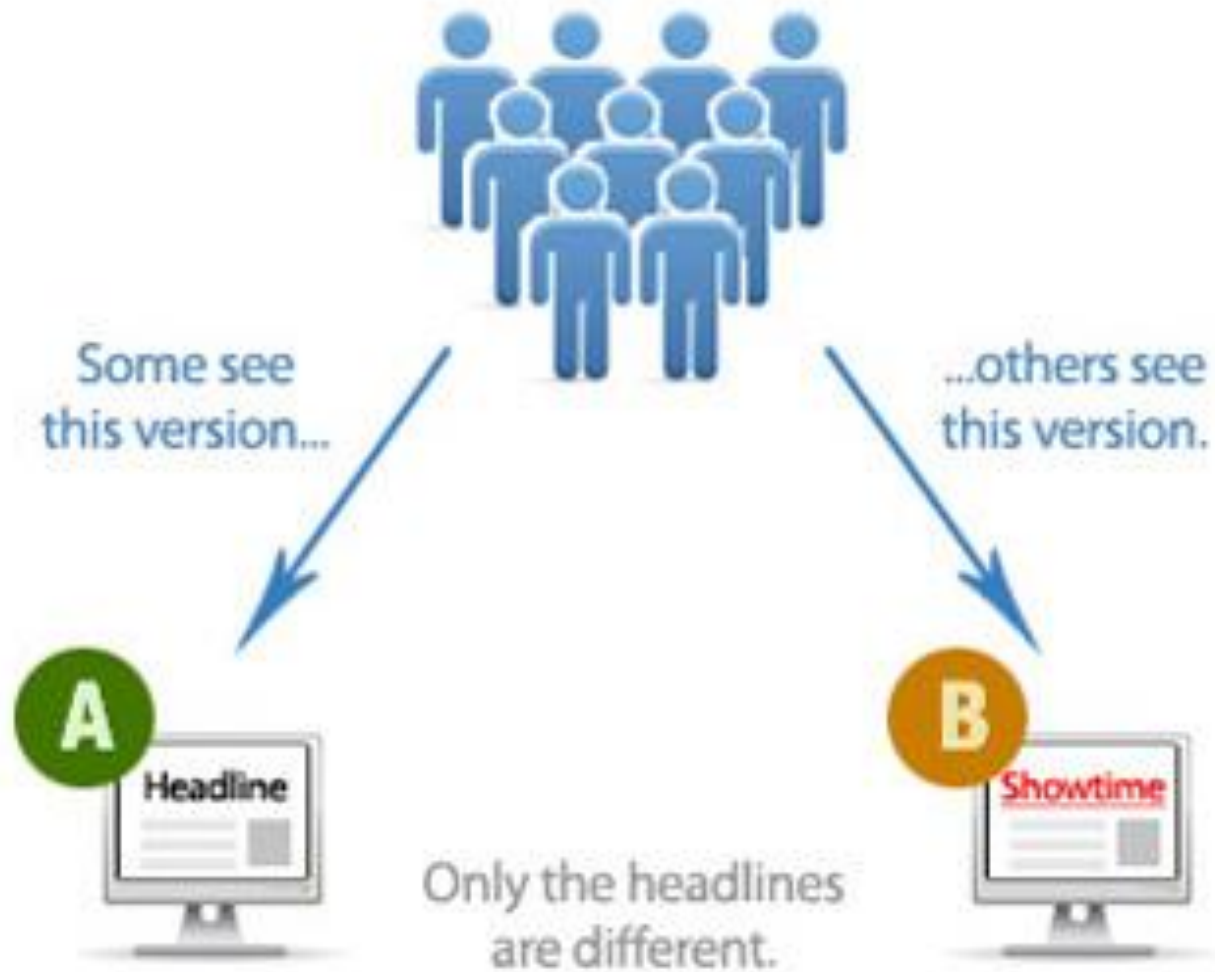 Some see
this version...
...others see
this version.
A
Headline
B
Showtime
Only the headlines
are different.